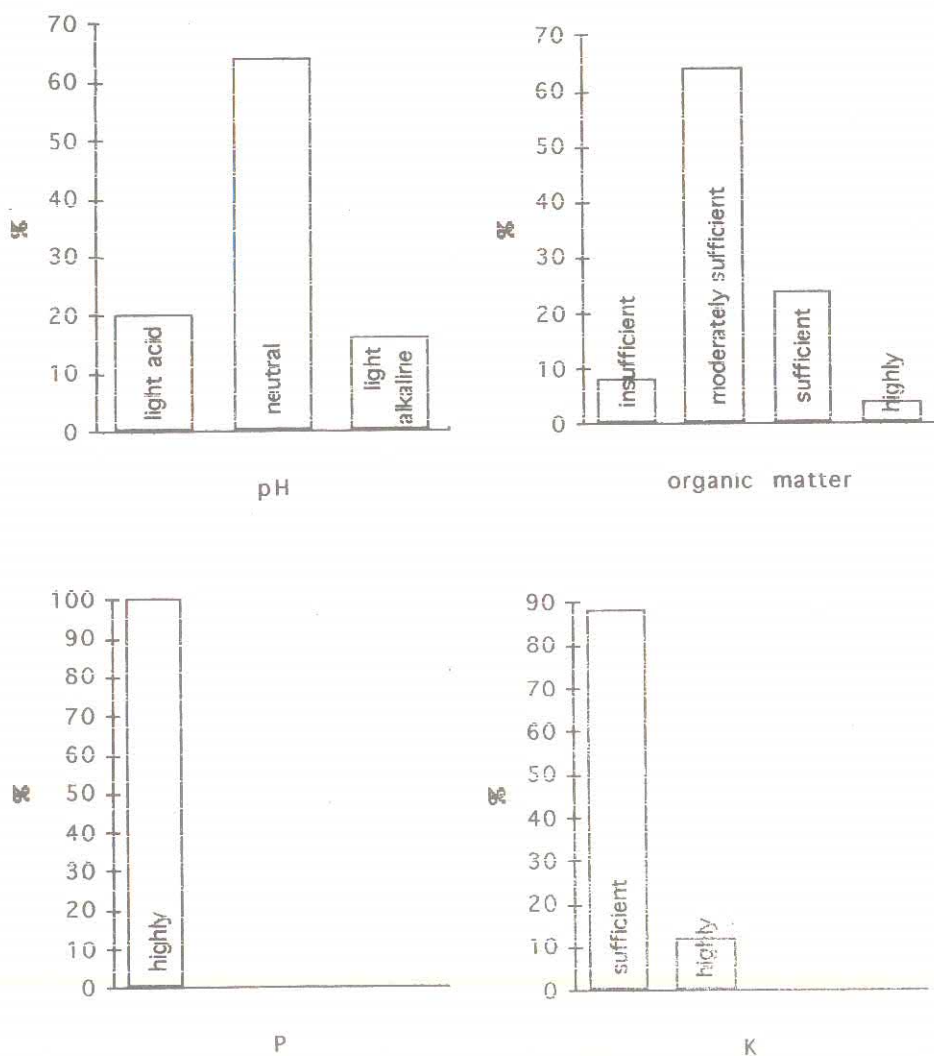 70
60
50
40
30
20
10
0
%
light acid
neutral
light
alkaline
pH
70
60
50
40
30
20
10
0
%
insufficient
moderately sufficient
sufficient
highly
organic matter
100
90
80
70
60
50
40
30
20
10
0
%
highly
P
90
80
70
60
50
40
30
20
10
0
%
sufficient
highly
K